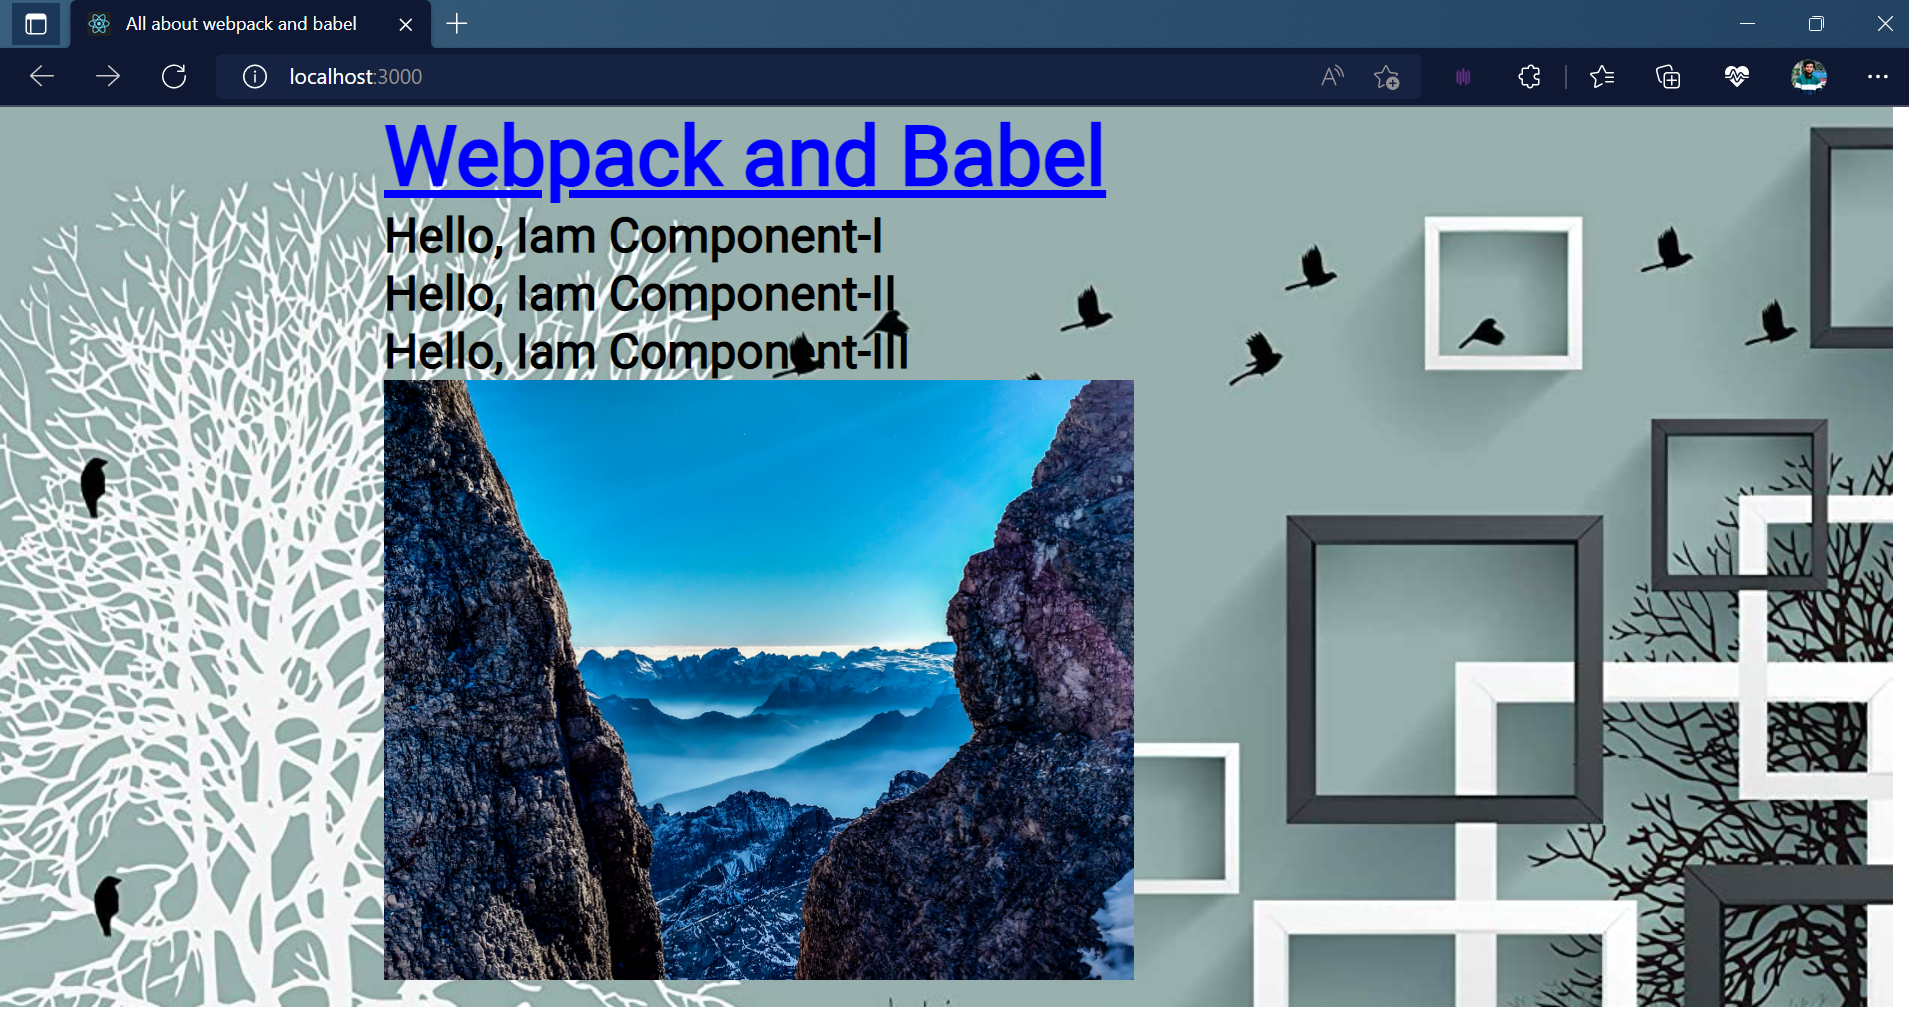 All about webpack and babel
localhost:3000
Webpack and Babel
Hello, Iam Component-I
Hello, Iam Component-II
Hello, Iam Component-III